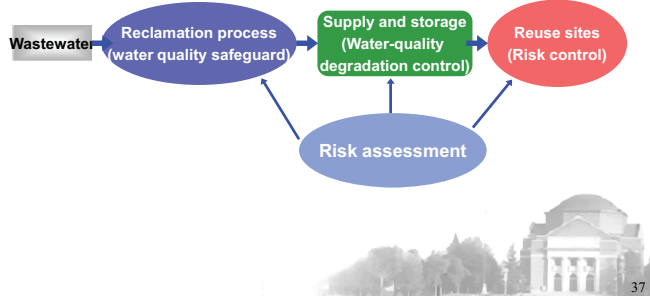 Wastewater
Reclamation process
(water quality safeguard)
Supply and storage
(Water-quality
degradation control)
Reuse sites
(Risk control)
Risk assessment
37